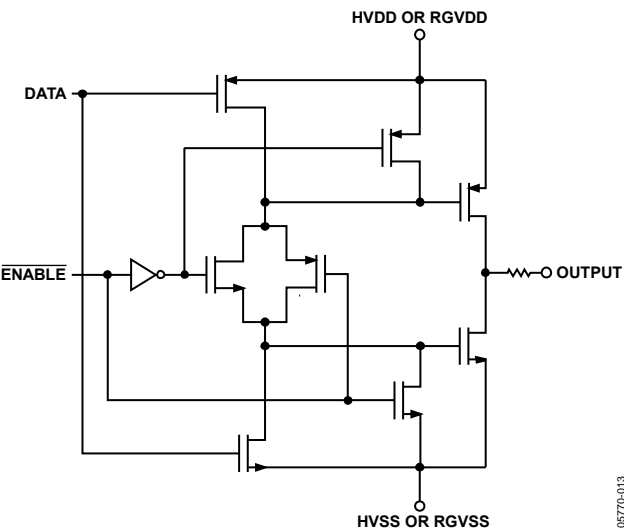 HVDD OR RGVDD
DATA
ENABLE
OUTPUT
HVSS OR RGVSS
05770-013